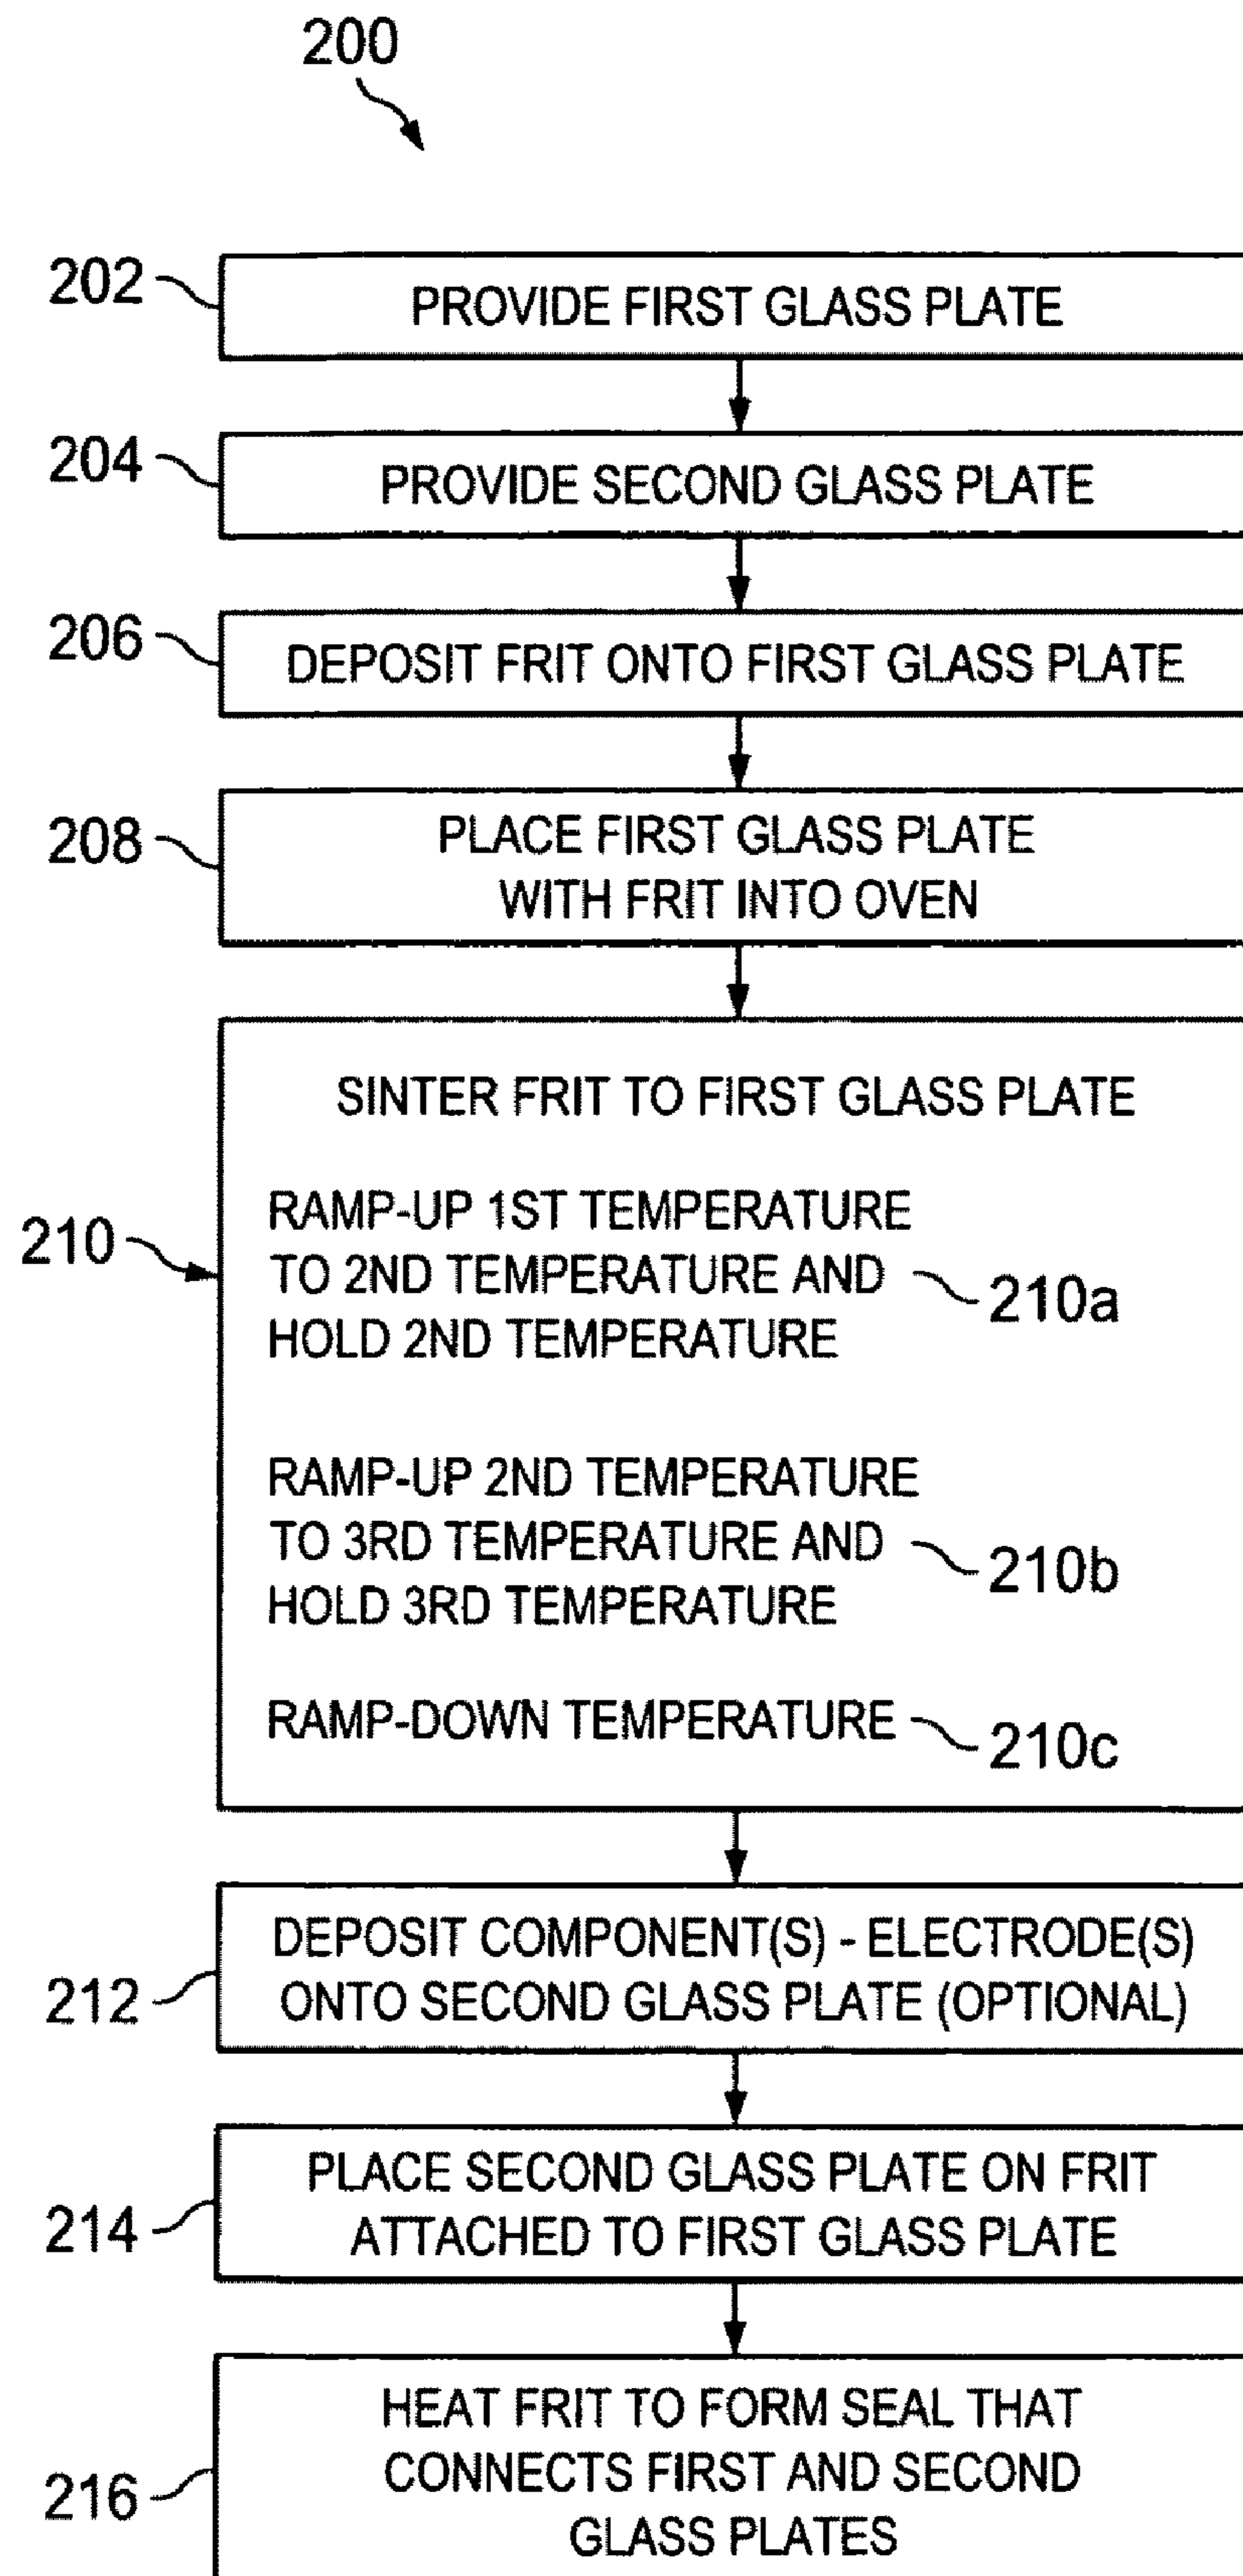 200
202
PROVIDE FIRST GLASS PLATE
204
PROVIDE SECOND GLASS PLATE
206
DEPOSIT FRIT ONTO FIRST GLASS PLATE
208
PLACE FIRST GLASS PLATE
WITH FRIT INTO OVEN
210
SINTER FRIT TO FIRST GLASS PLATE
RAMP-UP 1ST TEMPERATURE
TO 2ND TEMPERATURE AND
HOLD 2ND TEMPERATURE
210a
RAMP-UP 2ND TEMPERATURE
TO 3RD TEMPERATURE AND
HOLD 3RD TEMPERATURE
210b
RAMP-DOWN TEMPERATURE
210c
212
DEPOSIT COMPONENT(S) - ELECTRODE(S)
ONTO SECOND GLASS PLATE (OPTIONAL)
214
PLACE SECOND GLASS PLATE ON FRIT
ATTACHED TO FIRST GLASS PLATE
216
HEAT FRIT TO FORM SEAL THAT
CONNECTS FIRST AND SECOND
GLASS PLATES